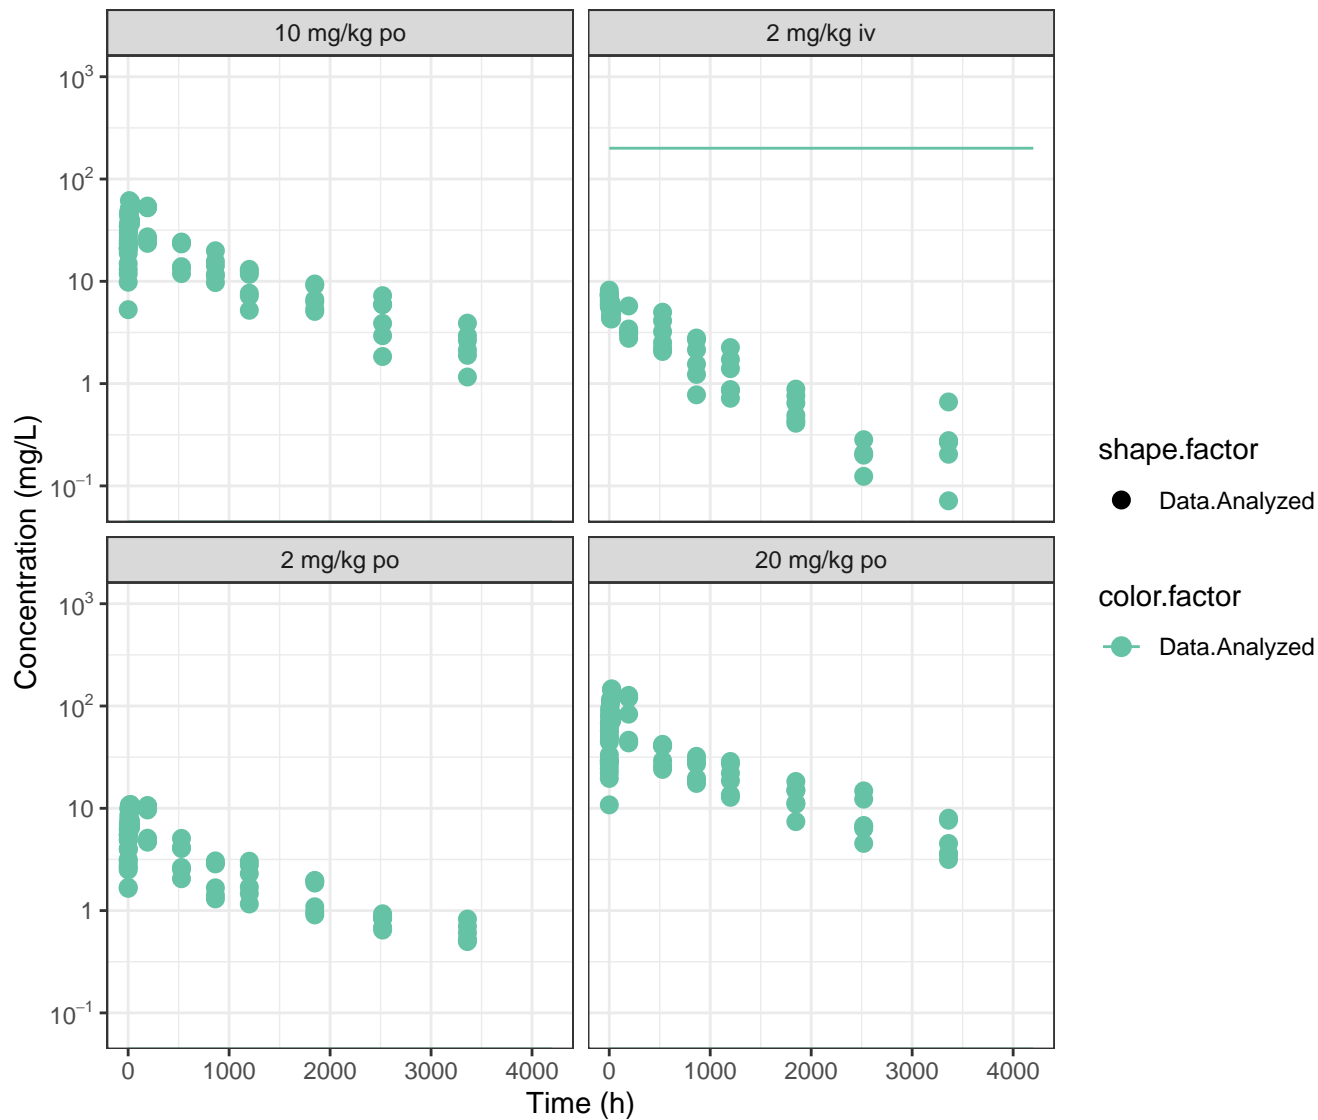 10 mg/kg po
2 mg/kg iv
10³
10²
10
1
10⁻¹
2 mg/kg po
20 mg/kg po
10³
10²
10
1
10⁻¹
0 1000 2000 3000 4000
0 1000 2000 3000 4000
Time (h)
Concentration (mg/L)
shape.factor
Data.Analyzed
color.factor
Data.Analyzed